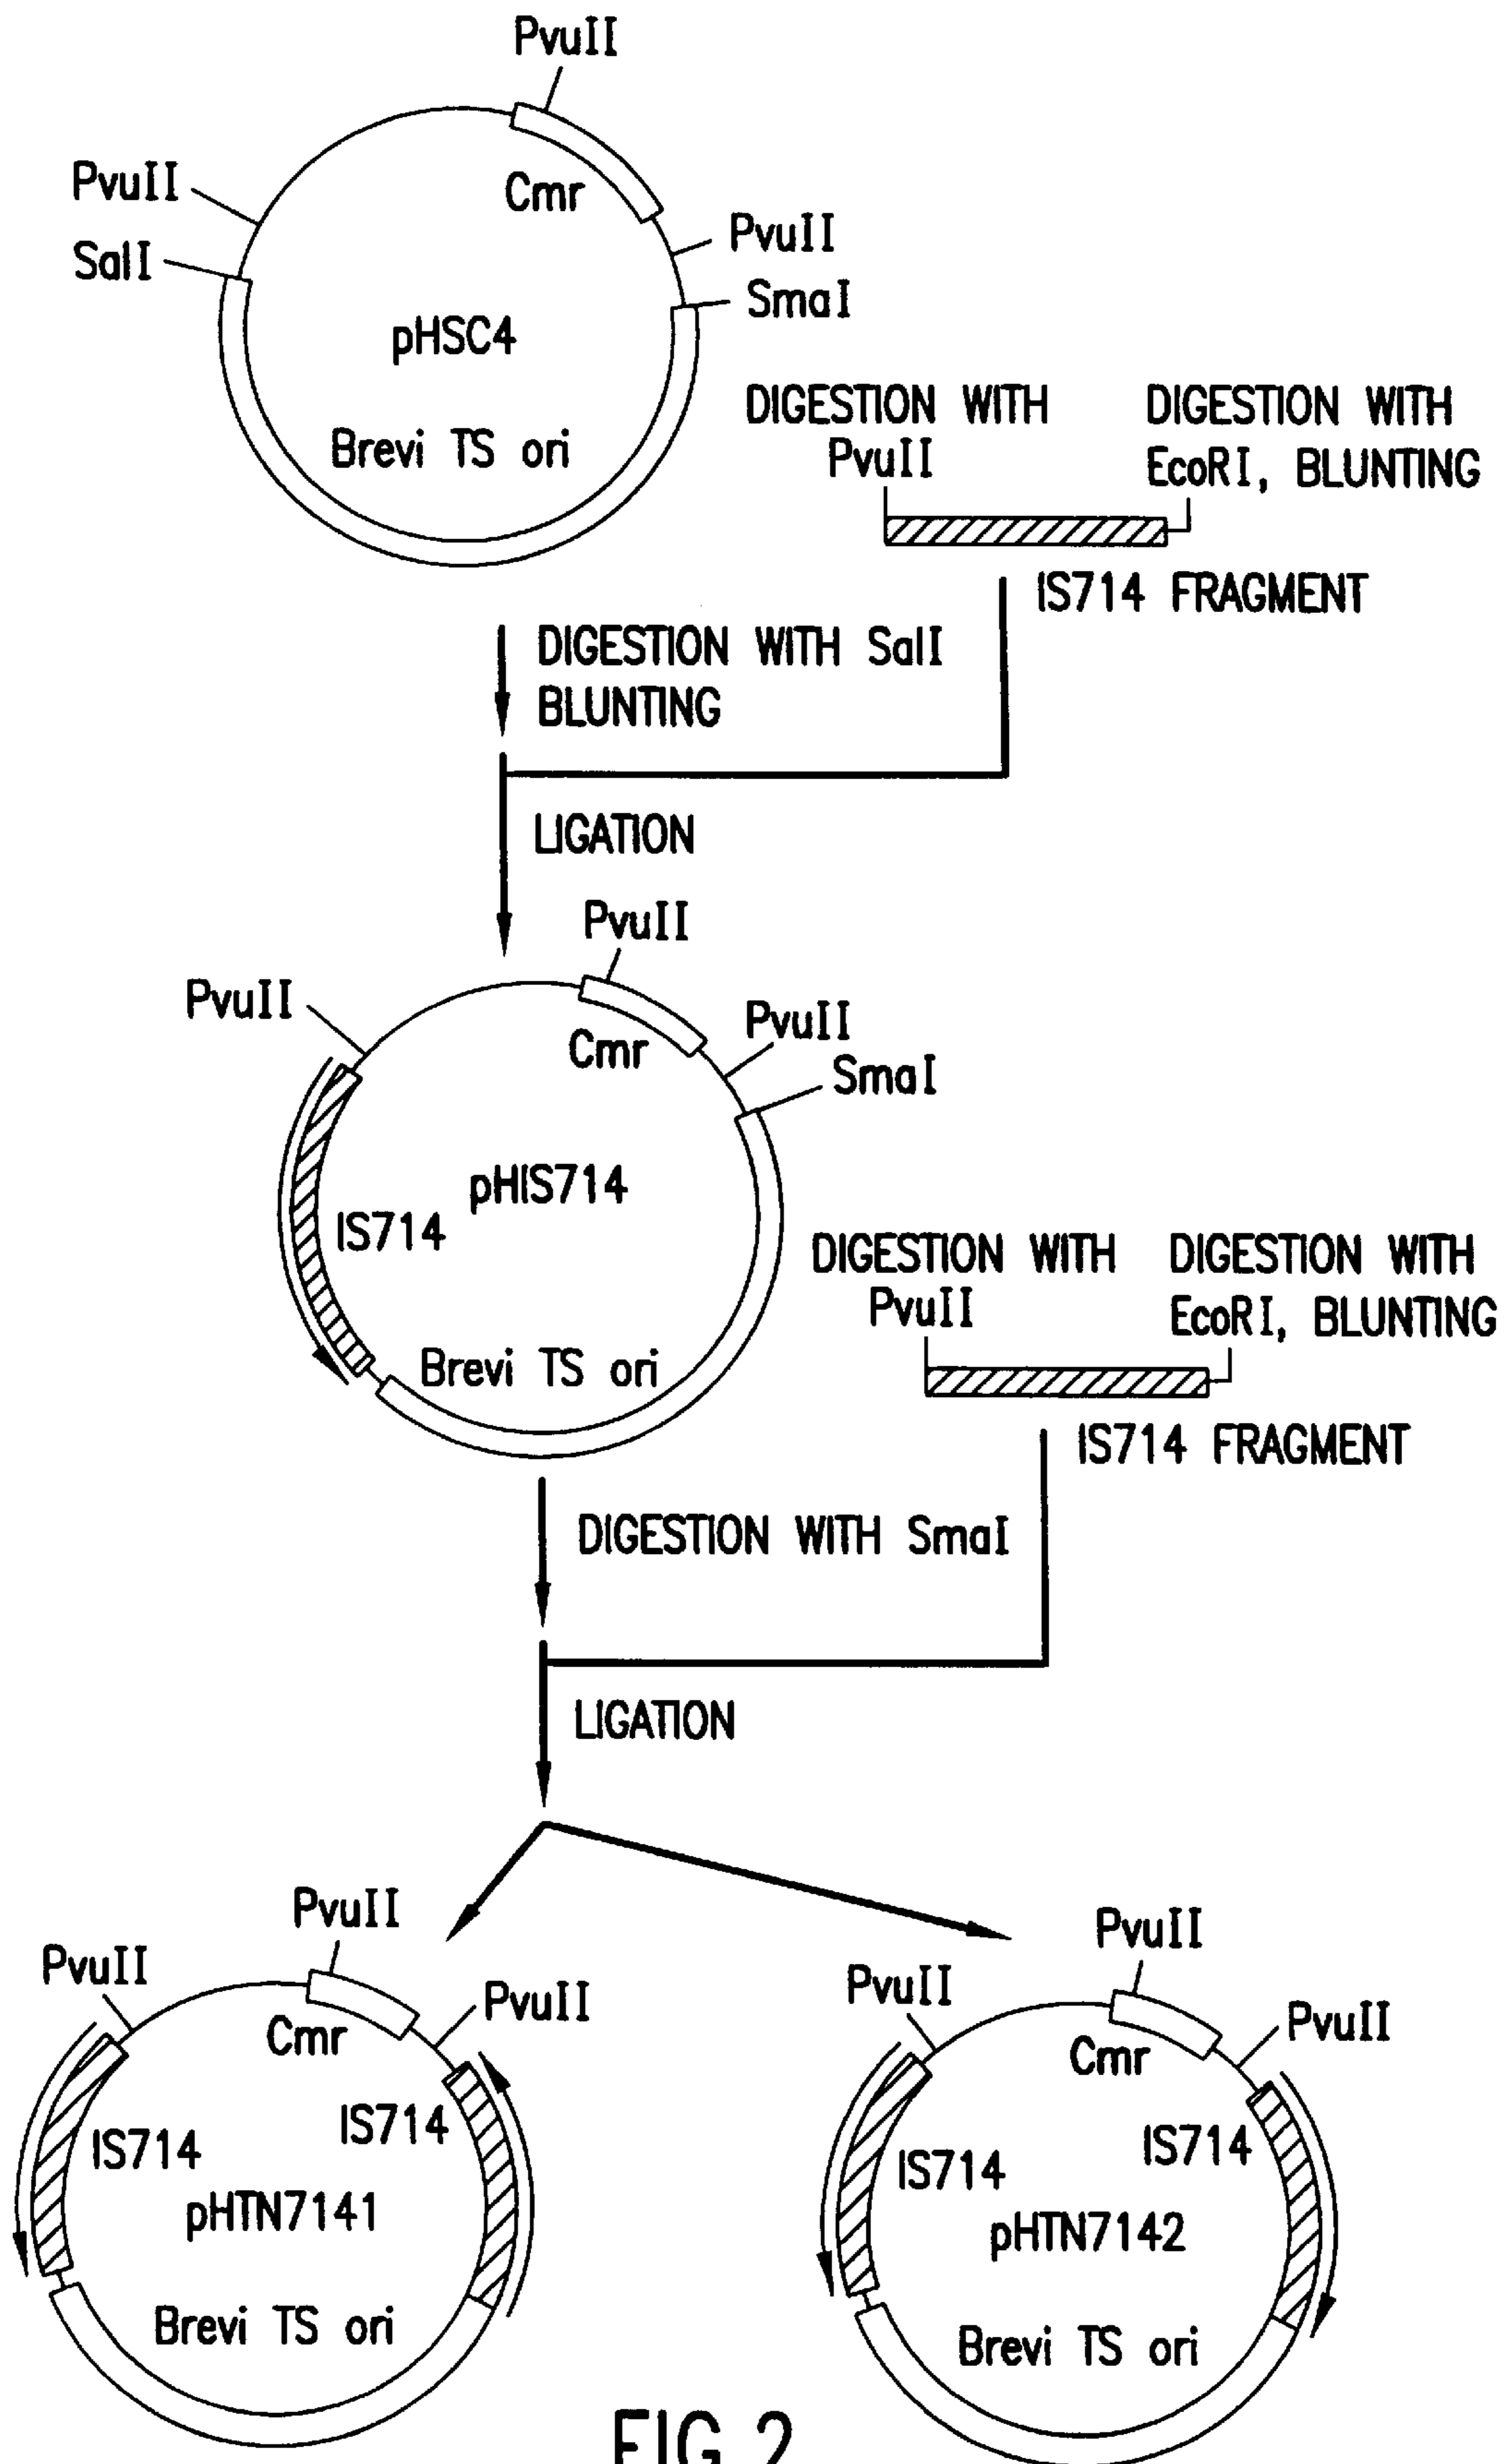 PvuII
PvuII
Cmr
PvuII
SalI
SmaI
pHSC4
Brevi TS ori
DIGESTION WITH
PvuII
DIGESTION WITH
EcoRI, BLUNTING
IS714 FRAGMENT
DIGESTION WITH SalI
BLUNTING
LIGATION
PvuII
PvuII
Cmr
PvuII
SmaI
pHIS714
IS714
Brevi TS ori
DIGESTION WITH
PvuII
DIGESTION WITH
EcoRI, BLUNTING
IS714 FRAGMENT
DIGESTION WITH SmaI
LIGATION
PvuII
PvuII
PvuII
Cmr
IS714
IS714
pHTN7141
Brevi TS ori
PvuII
PvuII
PvuII
Cmr
IS714
IS714
pHTN7142
Brevi TS ori
FIG. 2